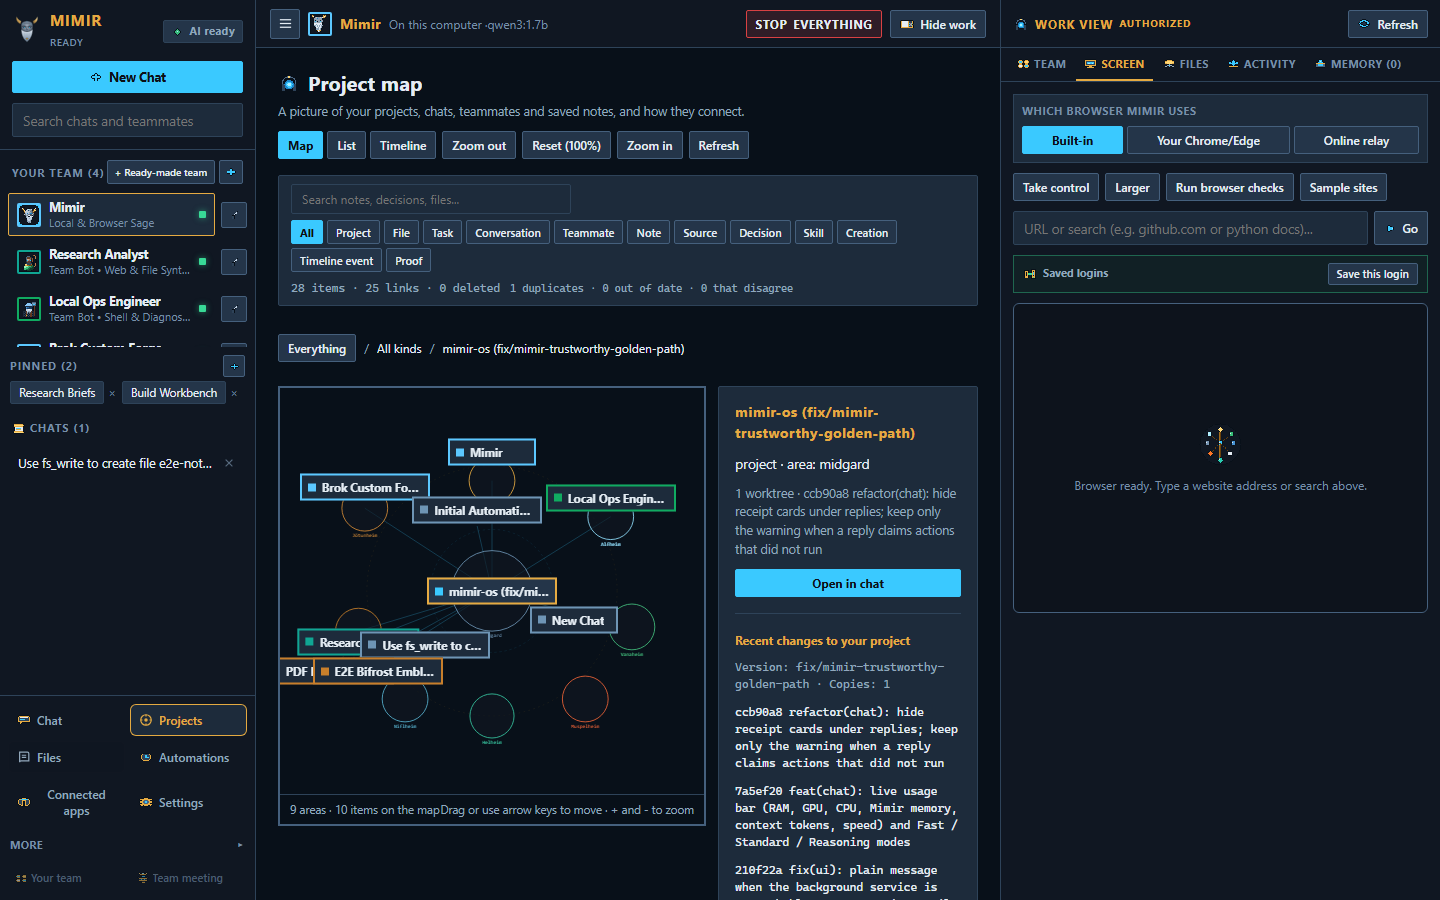 MIMIR
READY
AI ready
New Chat
Search chats and teammates
YOUR TEAM (4)
+ Ready-made team
+
Mimir
Local & Browser Sage
Research Analyst
Team Bot • Web & File Synt...
Local Ops Engineer
Team Bot • Shell & Diagnos...
PINNED (2)
+
Research Briefs ×
Build Workbench ×
CHATS (1)
Use fs_write to create file e2e-not... ×
Chat
Projects
Files
Automations
Connected apps
Settings
MORE
Your team
Team meeting
Mimir
On this computer ·qwen3:1.7b
STOP EVERYTHING
Hide work
Project map
A picture of your projects, chats, teammates and saved notes, and how they connect.
Map
List
Timeline
Zoom out
Reset (100%)
Zoom in
Refresh
Search notes, decisions, files...
All
Project
File
Task
Conversation
Teammate
Note
Source
Decision
Skill
Creation
Timeline event
Proof
28 items · 25 links · 0 deleted 1 duplicates · 0 out of date · 0 that disagree
Everything / All kinds / mimir-os (fix/mimir-trustworthy-golden-path)
Mimir
Brok Custom Fo...
Local Ops Engin...
Initial Automati...
Jotunheim
Alfheim
mimir-os (fix/mi...
New Chat
Researc
Use fs_write to c...
Vanaheim
PDF
E2E Bifrost Embl...
Niflheim
Muspelheim
Helheim
9 areas · 10 items on the map
Drag or use arrow keys to move · + and - to zoom
mimir-os (fix/mimir-
trustworthy-golden-path)
project · area: midgard
1 worktree · ccb90a8 refactor(chat): hide
receipt cards under replies; keep only
the warning when a reply claims actions
that did not run
Open in chat
Recent changes to your project
Version: fix/mimir-trustworthy-
golden-path · Copies: 1
ccb90a8 refactor(chat): hide
receipt cards under replies; keep
only the warning when a reply
claims actions that did not run
7a5ef20 feat(chat): live usage
bar (RAM, GPU, CPU, Mimir memory,
context tokens, speed) and Fast /
Standard / Reasoning modes
210f22a fix(ui): plain message
when the background service is
WORK VIEW AUTHORIZED
Refresh
TEAM
SCREEN
FILES
ACTIVITY
MEMORY (0)
WHICH BROWSER MIMIR USES
Built-in
Your Chrome/Edge
Online relay
Take control
Larger
Run browser checks
Sample sites
URL or search (e.g. github.com or python docs)...
Go
Saved logins
Save this login
Browser ready. Type a website address or search above.